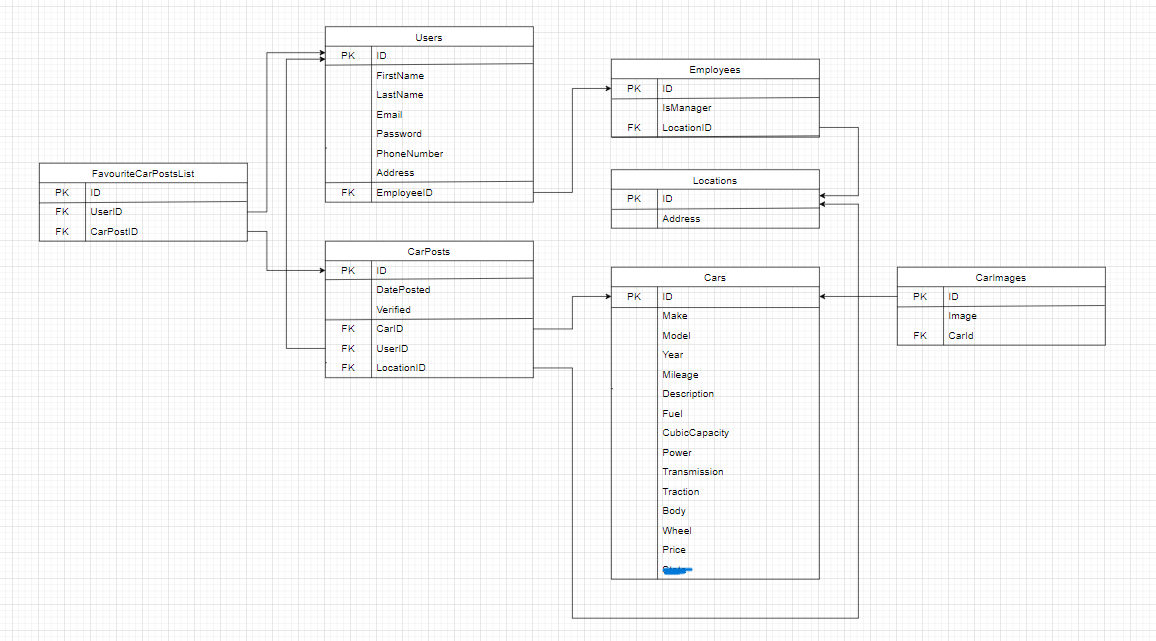 Users
PK ID
FirstName
LastName
Email
Password
PhoneNumber
Address
FK EmployeeID
Employees
PK ID
IsManager
FK LocationID
FavouriteCarPostsList
PK ID
FK UserID
FK CarPostID
Locations
PK ID
Address
CarPosts
PK ID
DatePosted
Verified
FK CarID
FK UserID
FK LocationID
Cars
PK ID
Make
Model
Year
Mileage
Description
Fuel
CubicCapacity
Power
Transmission
Traction
Body
Wheel
Price
CarImages
PK ID
Image
FK CarId